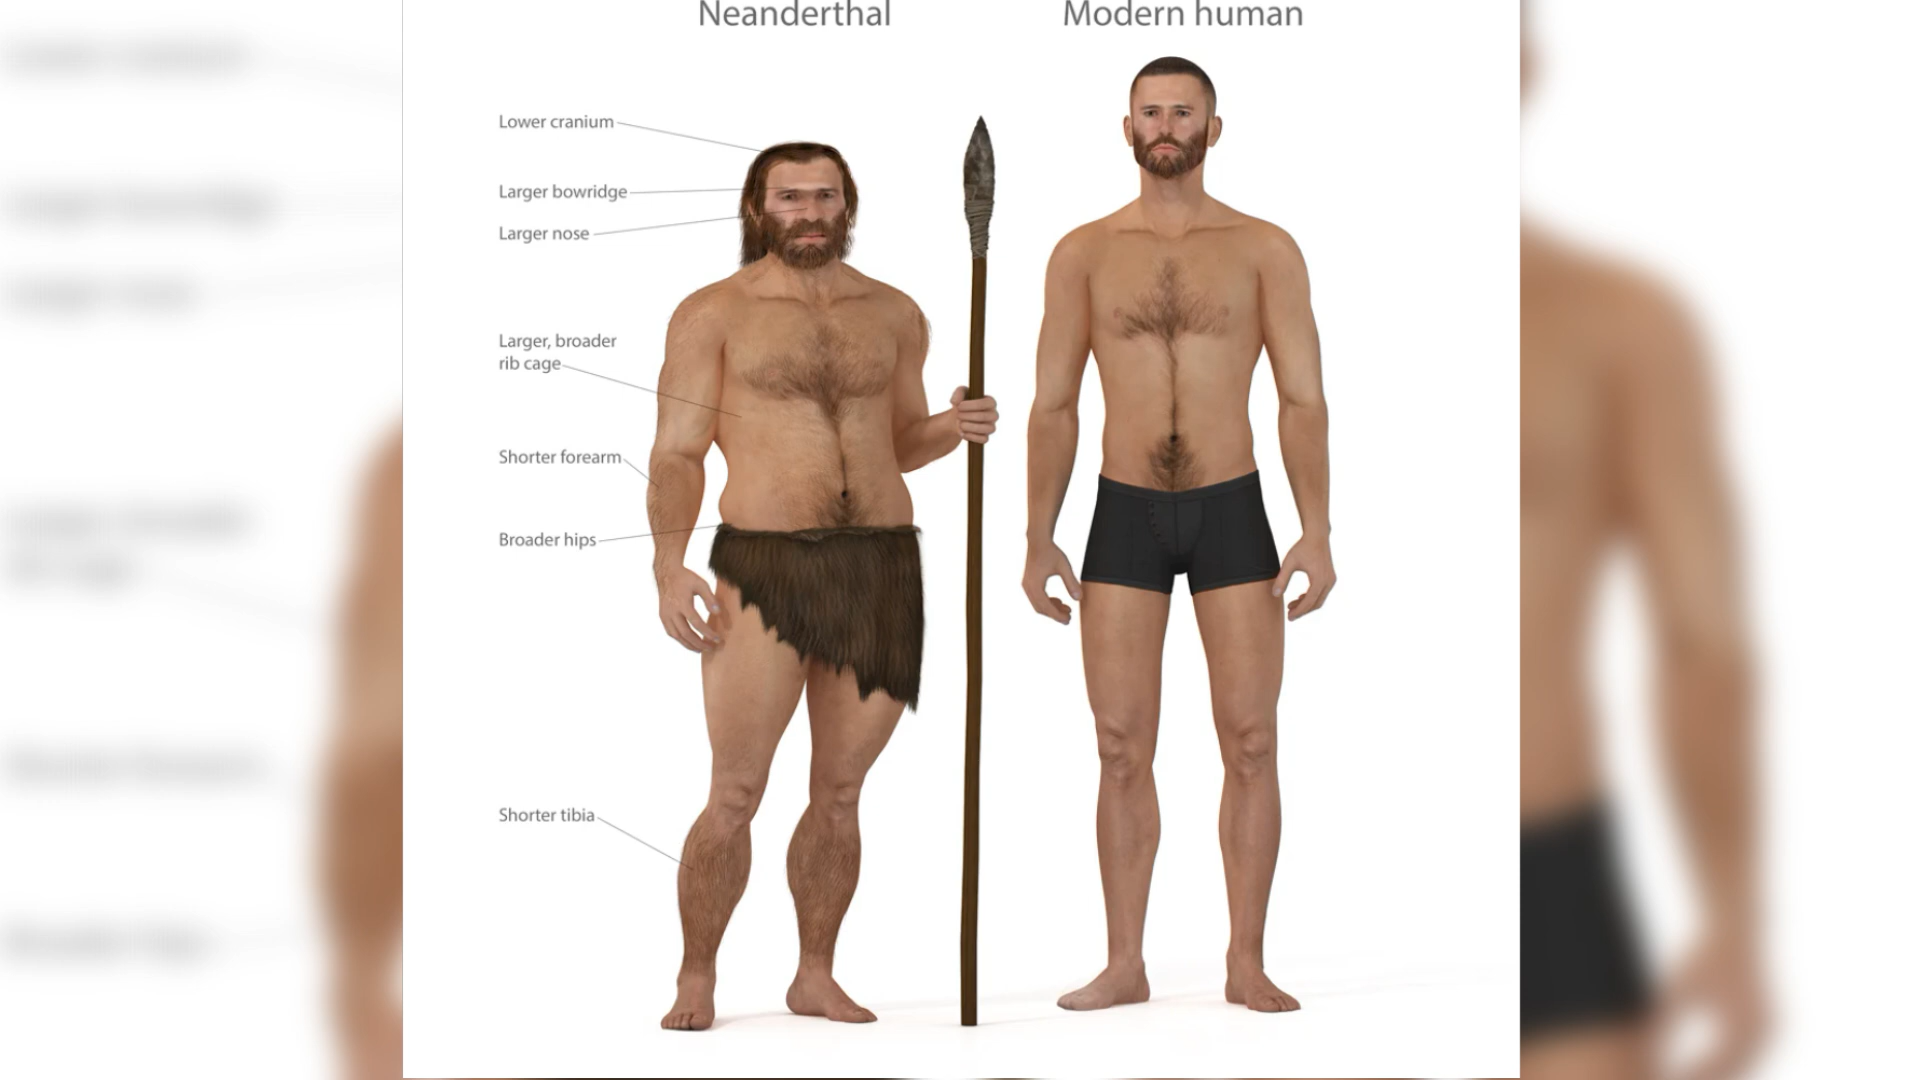 Neanderthal
Modern human
Lower cranium
Larger bowridge
Larger nose
Larger, broader
rib cage
Shorter forearm
Broader hips
Shorter tibia